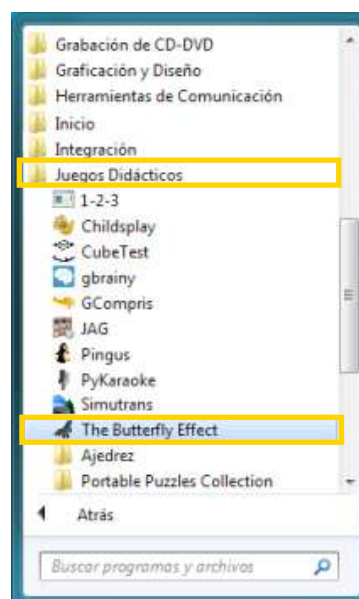 Grabación de CD-DVD
Graficación y Diseño
Herramientas de Comunicación
Inicio
Integración
Juegos Didácticos
1-2-3
Childsplay
CubeTest
gbrainy
GCompris
JAG
Pingus
PyKaraoke
Simutrans
The Butterfly Effect
Ajedrez
Portable Puzzles Collection
Atrás
Buscar programas y archivos